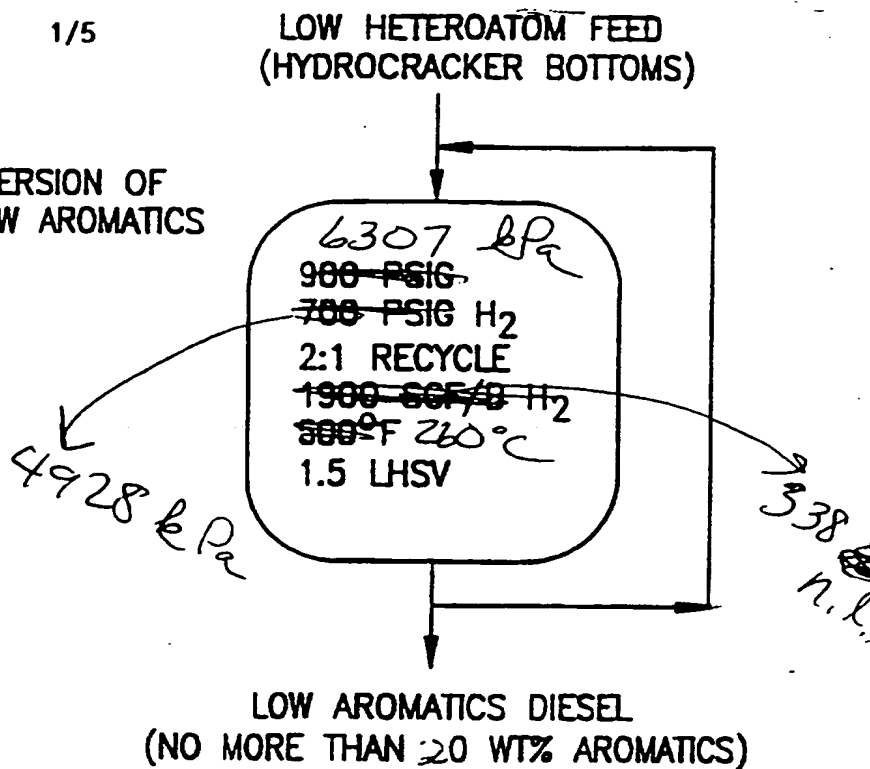 1/5
LOW HETEROATOM FEED
(HYDROCRACKER BOTTOMS)
ERSION OF
W AROMATICS
6307 kPa
900 PSIG
700 PSIG H2
2:1 RECYCLE
1900 SCF/B H2
500°F 260°C
1.5 LHSV
4928 kPa
338
n.l.
LOW AROMATICS DIESEL
(NO MORE THAN 20 WT% AROMATICS)